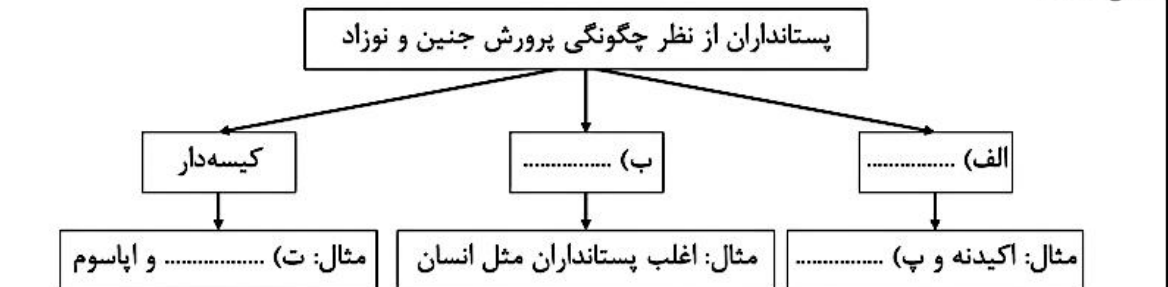 پستانداران از نظر چگونگی پرورش جنین و نوزاد
الف) ................
ب) ................
کیسه‌دار
مثال: اکیدنه و پ) ................
مثال: اغلب پستانداران مثل انسان
مثال: ت) .................. و اپاسوم